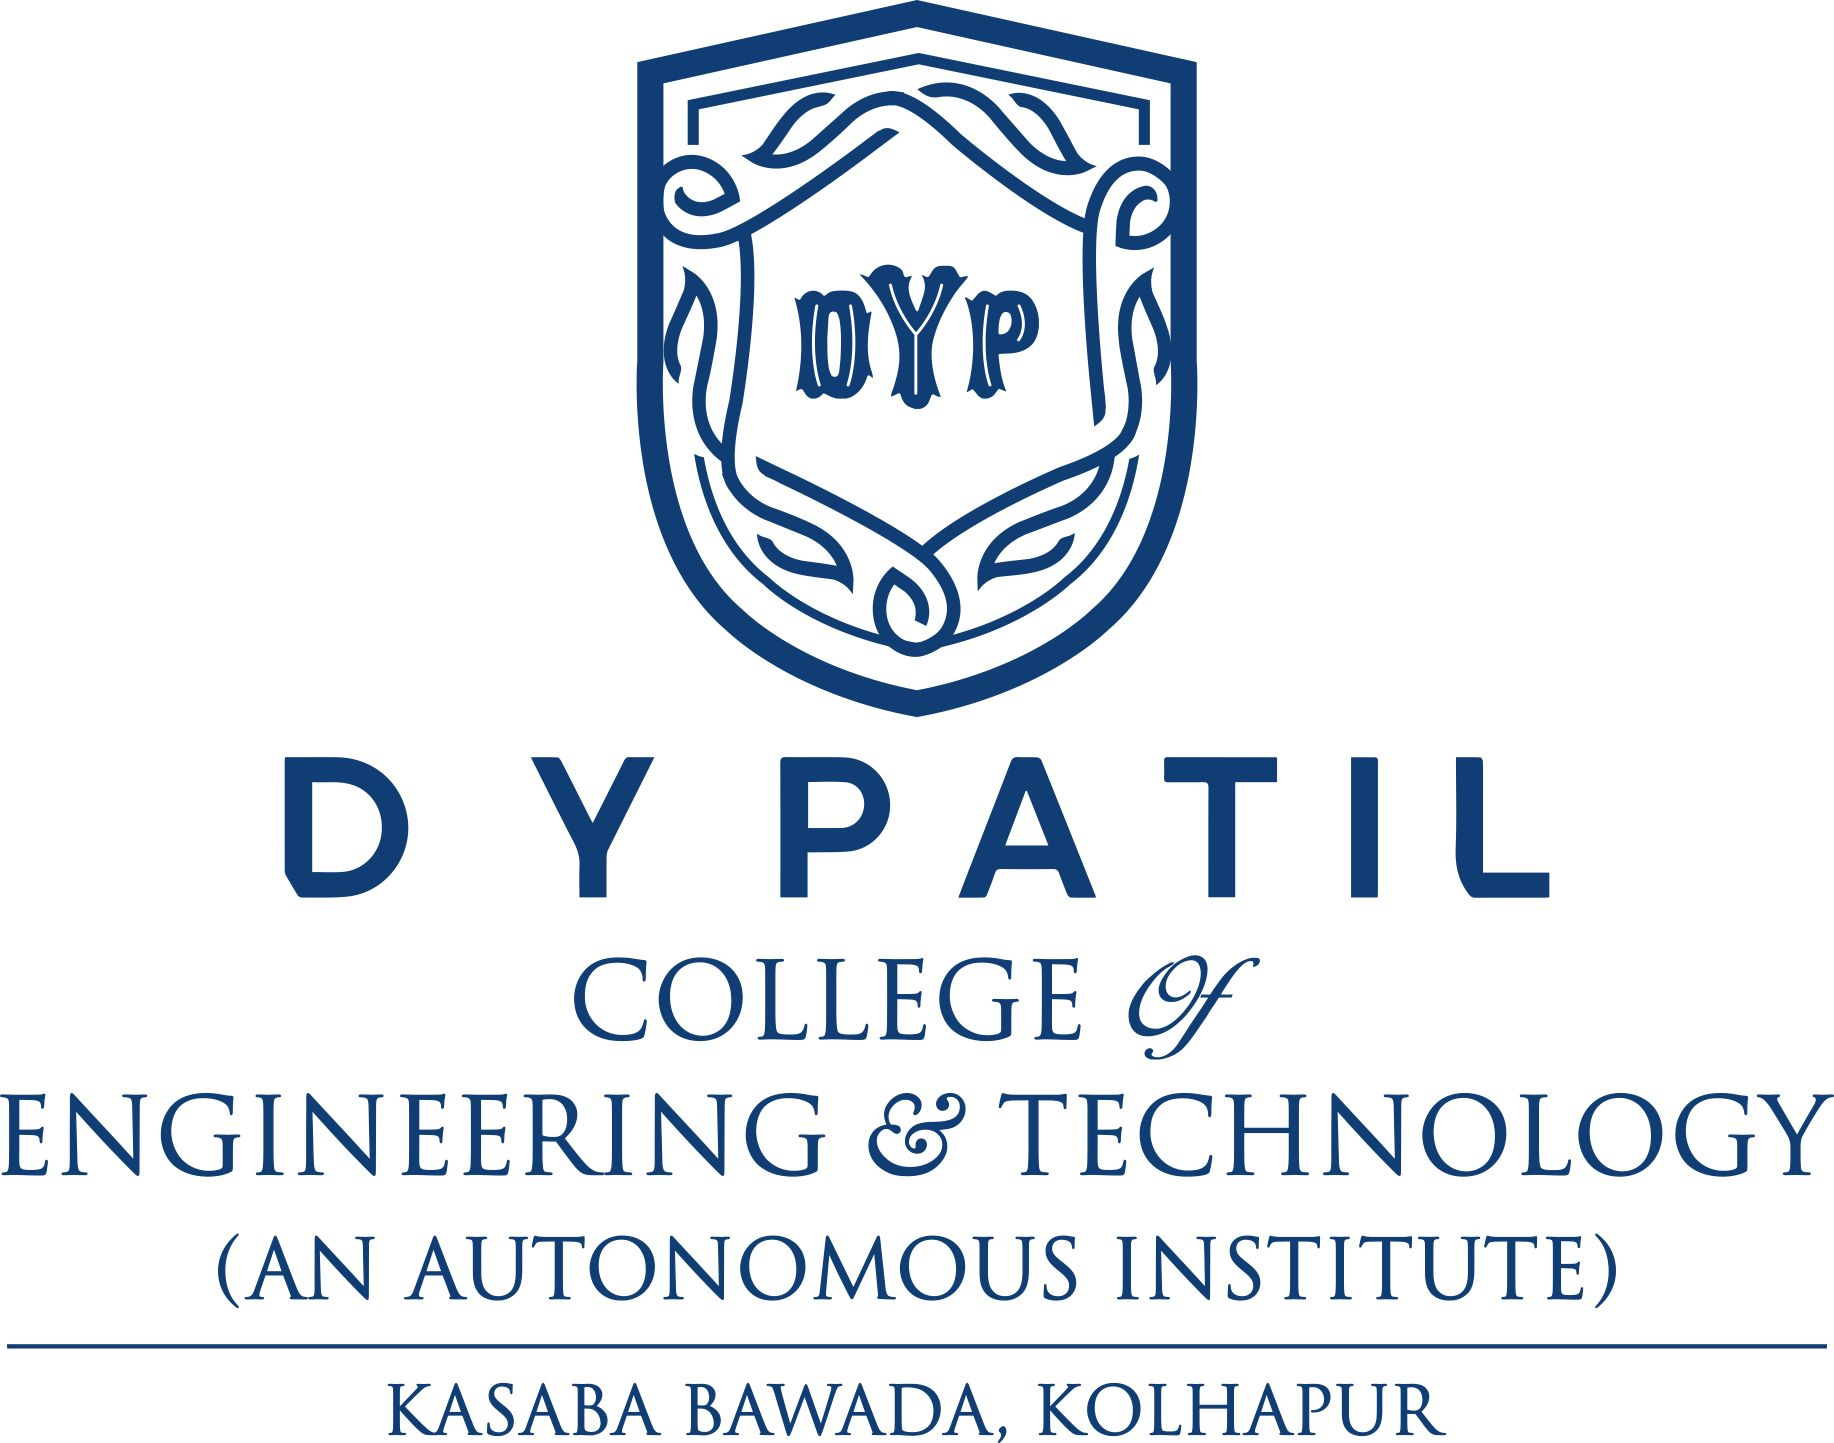 DYP
D Y PATIL
COLLEGE Of
ENGINEERING & TECHNOLOGY
(AN AUTONOMOUS INSTITUTE)
KASABA BAWADA, KOLHAPUR